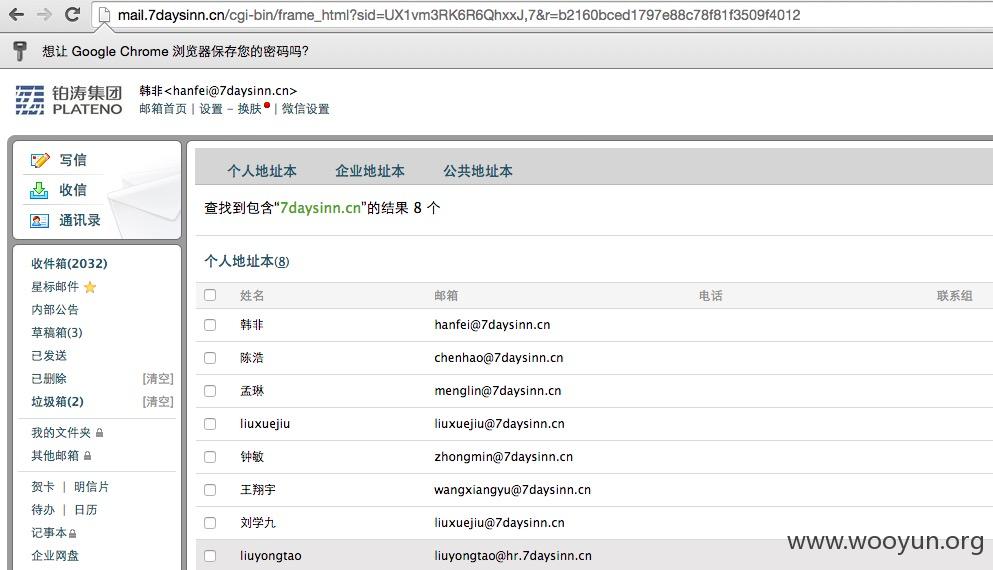 mail.7daysinn.cn/cgi-bin/frame_html?sid=UX1vm3RK6R6QhxxJ,7&r=b2160bced1797e88c78f81f3509f4012
想让 Google Chrome 浏览器保存您的密码吗?
铂涛集团
PLATENO
韩非<hanfei@7daysinn.cn>
邮箱首页 | 设置 - 换肤 | 微信设置
写信
收信
通讯录
收件箱(2032)
星标邮件
内部公告
草稿箱(3)
已发送
已删除 [清空]
垃圾箱(2) [清空]
我的文件夹
其他邮箱
贺卡 | 明信片
待办 | 日历
记事本
企业网盘
个人地址本 企业地址本 公共地址本
查找到包含“7daysinn.cn”的结果 8 个
个人地址本(8)
姓名 邮箱 电话 联系组
韩非 hanfei@7daysinn.cn
陈浩 chenhao@7daysinn.cn
孟琳 menglin@7daysinn.cn
liuxuejiu liuxuejiu@7daysinn.cn
钟敏 zhongmin@7daysinn.cn
王翔宇 wangxiangyu@7daysinn.cn
刘学九 liuxuejiu@7daysinn.cn
liuyongtao liuyongtao@hr.7daysinn.cn
www.wooyun.org